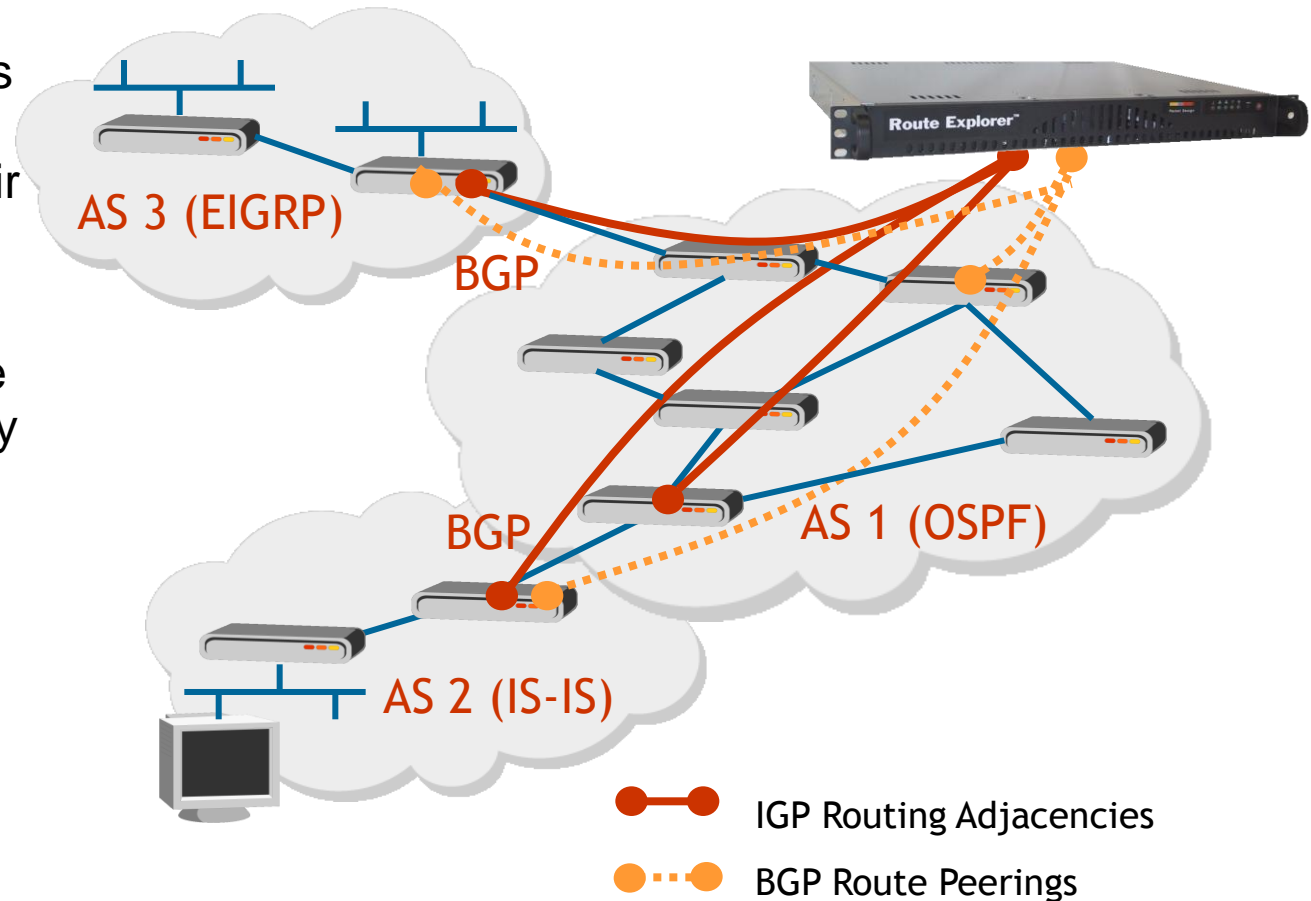 s
ir
e
y
Route Explorer™
AS 3 (EIGRP)
BGP
BGP
AS 1 (OSPF)
AS 2 (IS-IS)
IGP Routing Adjacencies
BGP Route Peerings